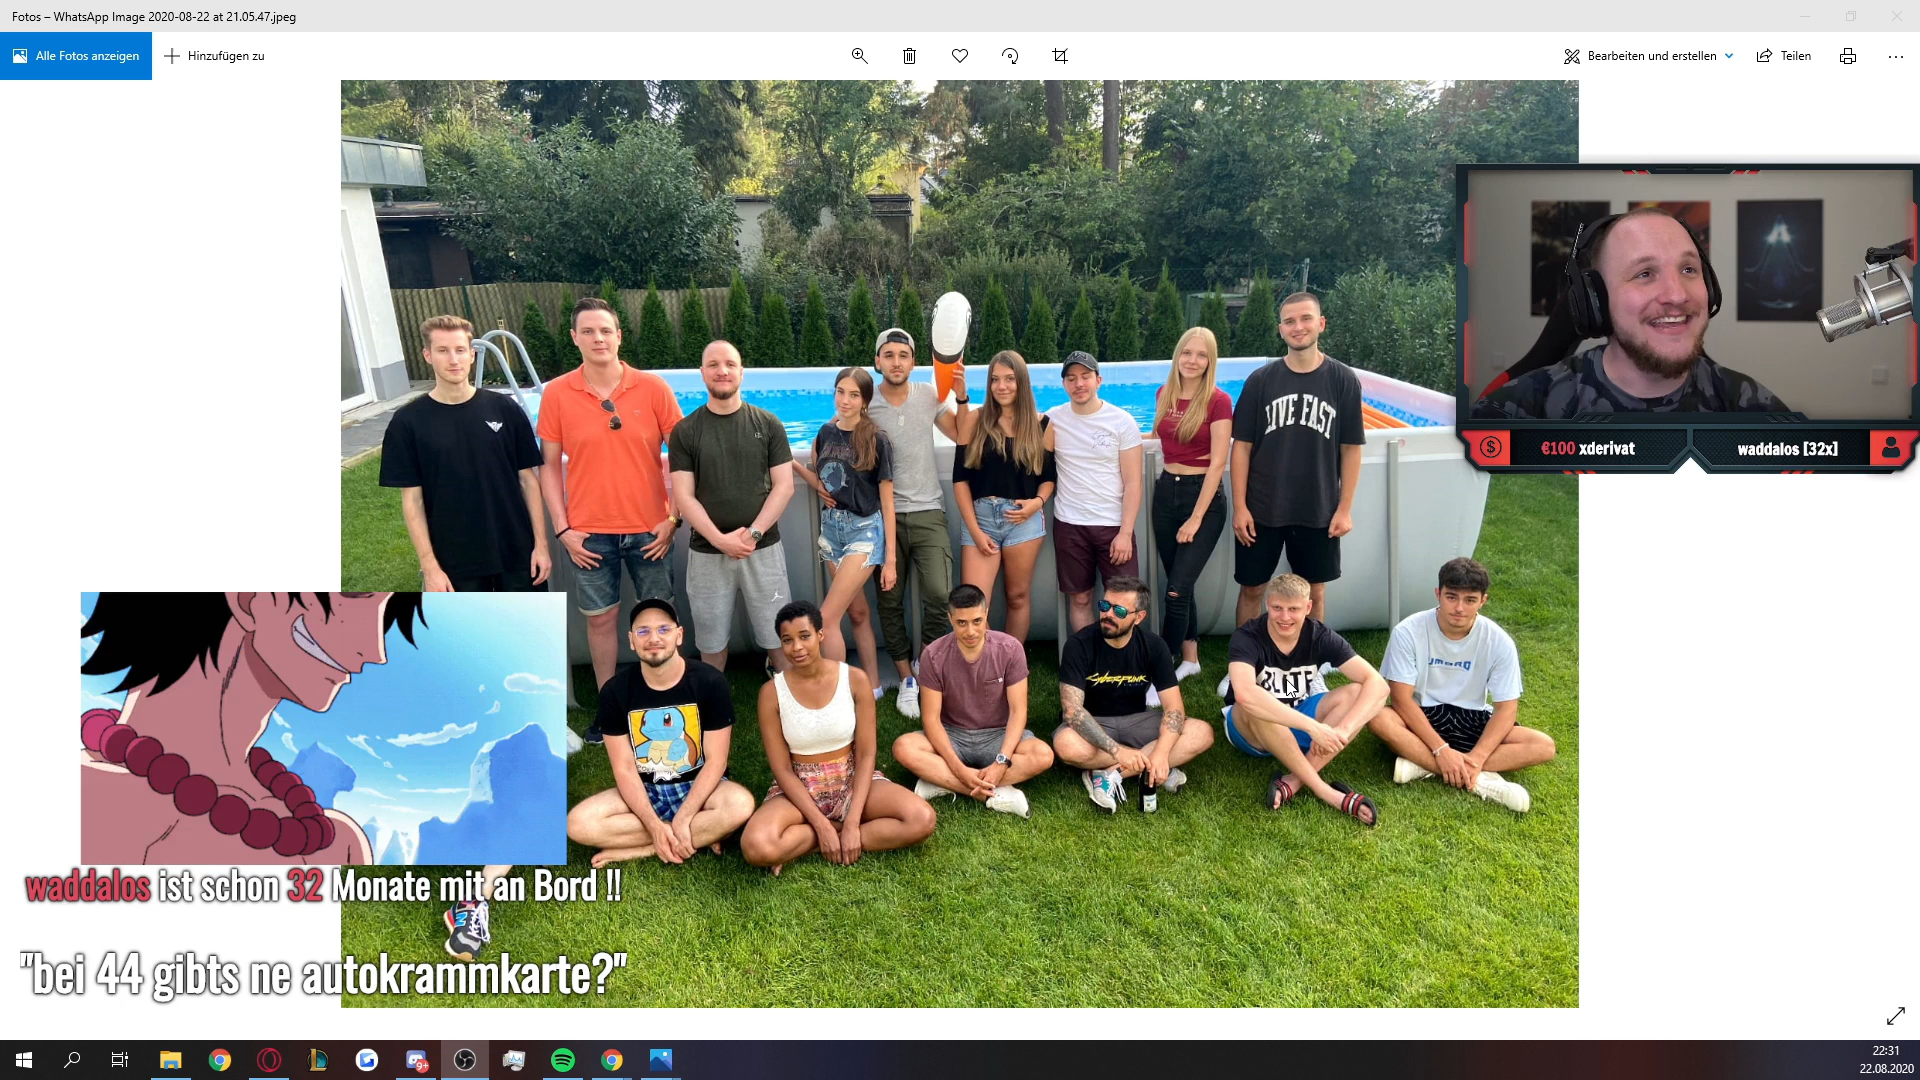 Fotos – WhatsApp Image 2020-08-22 at 21.05.47.jpeg
Alle Fotos anzeigen
Hinzufügen zu
Bearbeiten und erstellen
Teilen
LIVE FAST
€100 xderivat
waddalos [32x]
CYBERPUNK
waddalos ist schon 32 Monate mit an Bord !!
"bei 44 gibts ne autokrammkarte?"
9+
22:31
22.08.2020